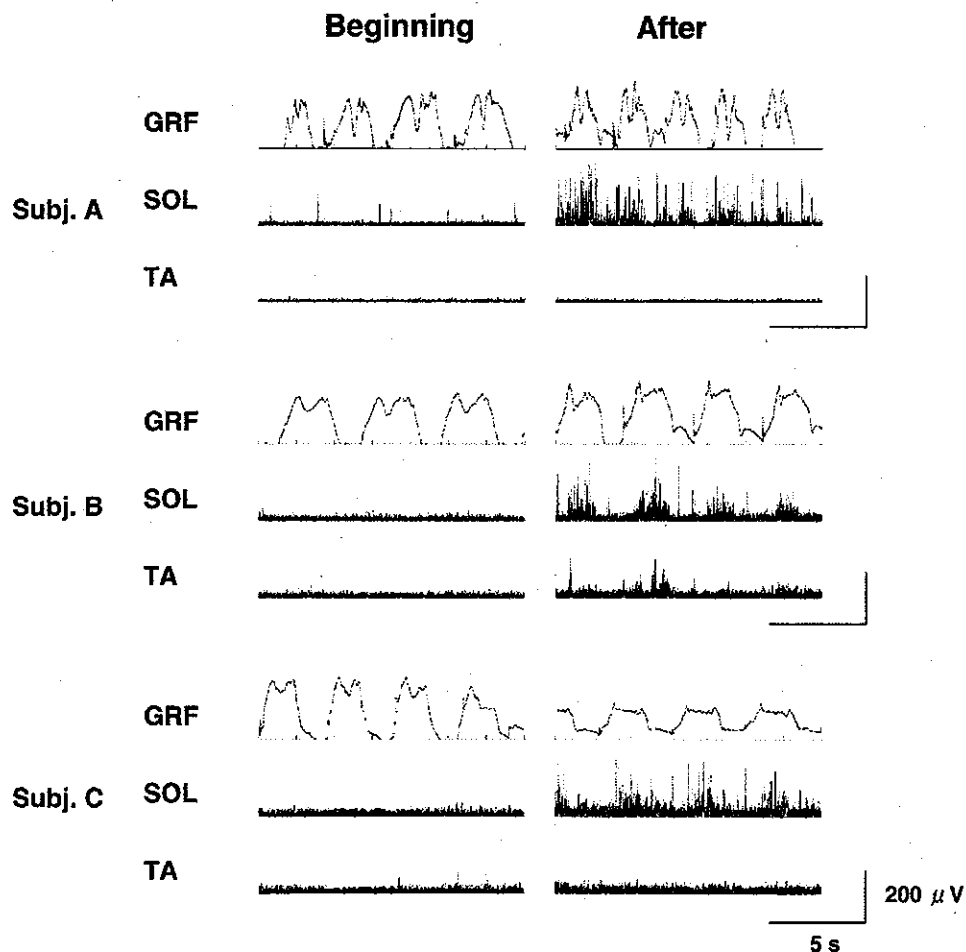 Beginning After
GRF
Subj. A SOL
TA
GRF
Subj. B SOL
TA
GRF
Subj. C SOL
TA
200 μV
5 s